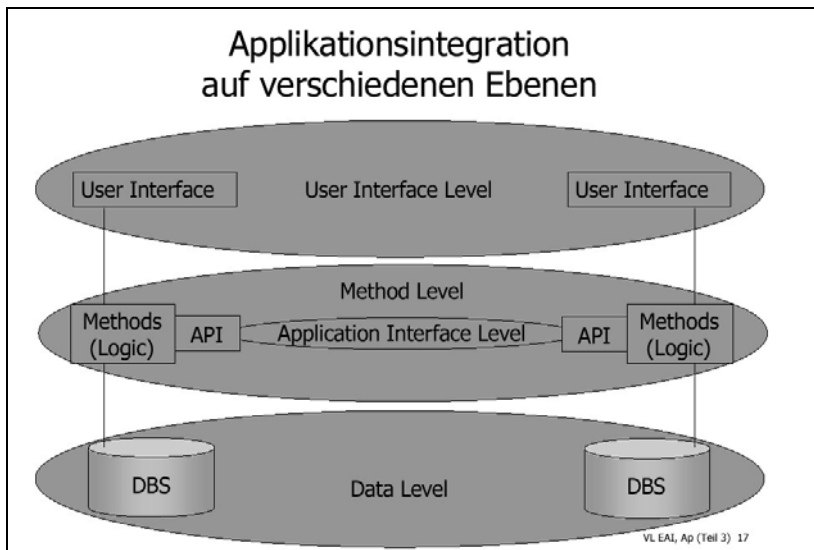 Applikationsintegration
auf verschiedenen Ebenen
User Interface
User Interface Level
User Interface
Method Level
Methods
(Logic)
API
Application Interface Level
API
Methods
(Logic)
DBS
Data Level
DBS
VL EAI, Ap (Teil 3) 17